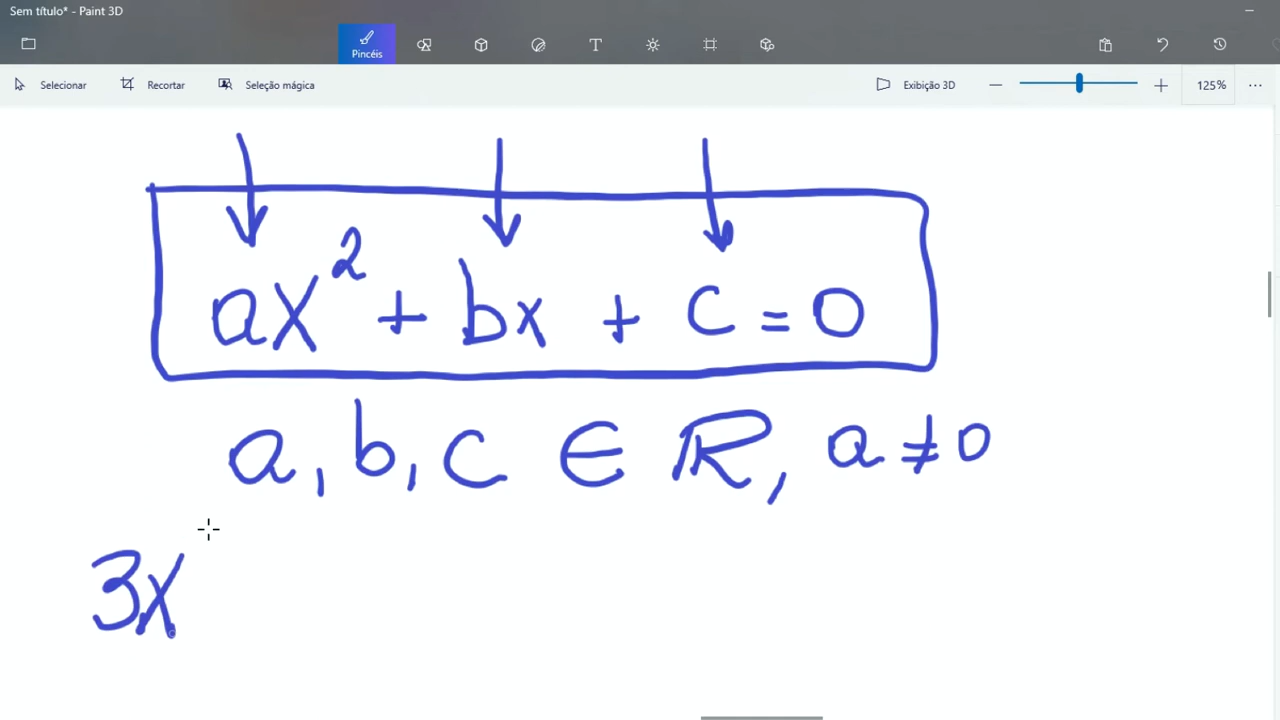 Sem título* - Paint 3D
Pincéis
Selecionar Recortar Seleção mágica Exibição 3D 125%
ax² + bx + c = 0
a, b, c ∈ ℝ, a ≠ 0
3x